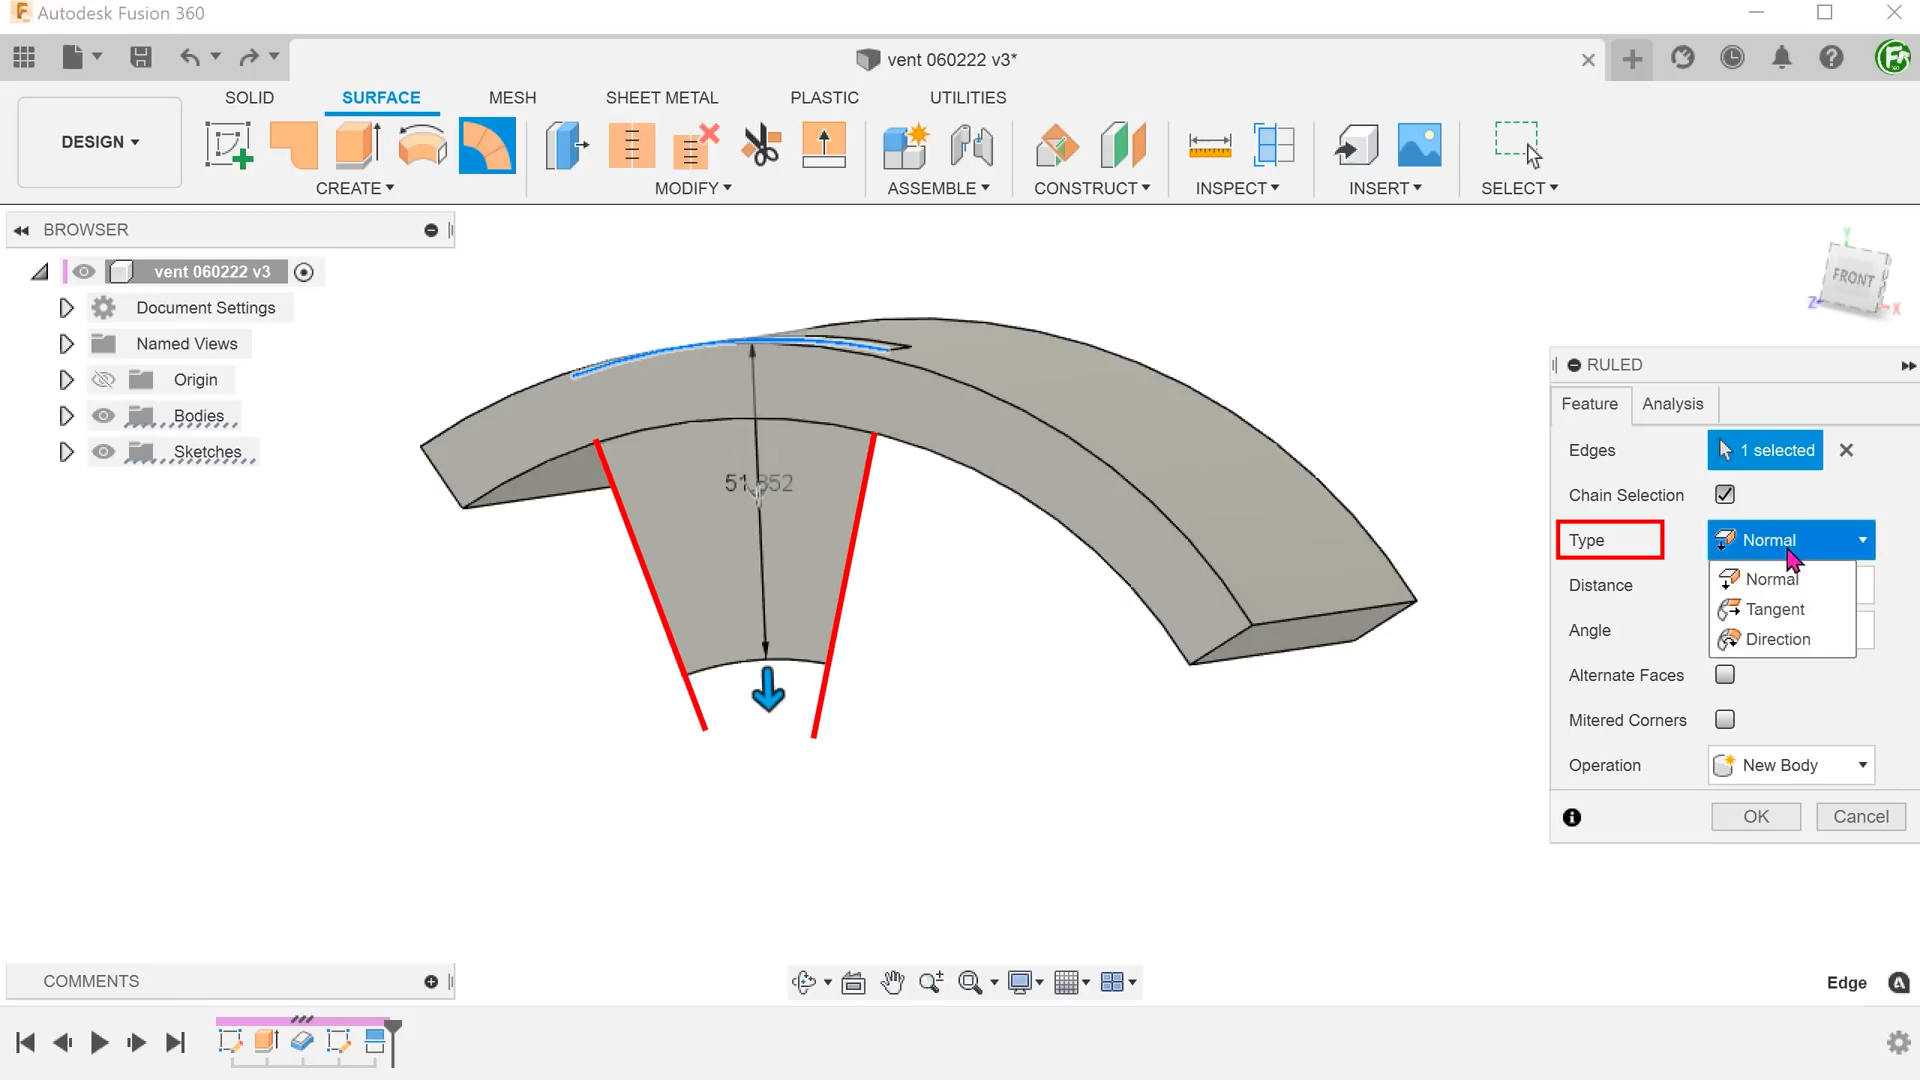 Autodesk Fusion 360
vent 060222 v3*
SOLID
SURFACE
MESH
SHEET METAL
PLASTIC
UTILITIES
DESIGN
CREATE
MODIFY
ASSEMBLE
CONSTRUCT
INSPECT
INSERT
SELECT
BROWSER
vent 060222 v3
Document Settings
Named Views
Origin
Bodies
Sketches
Y
FRONT
Z
X
RULED
Feature
Analysis
Edges
1 selected
Chain Selection
Type
Normal
Normal
Tangent
Direction
Distance
Angle
Alternate Faces
Mitered Corners
Operation
New Body
OK
Cancel
COMMENTS
Edge